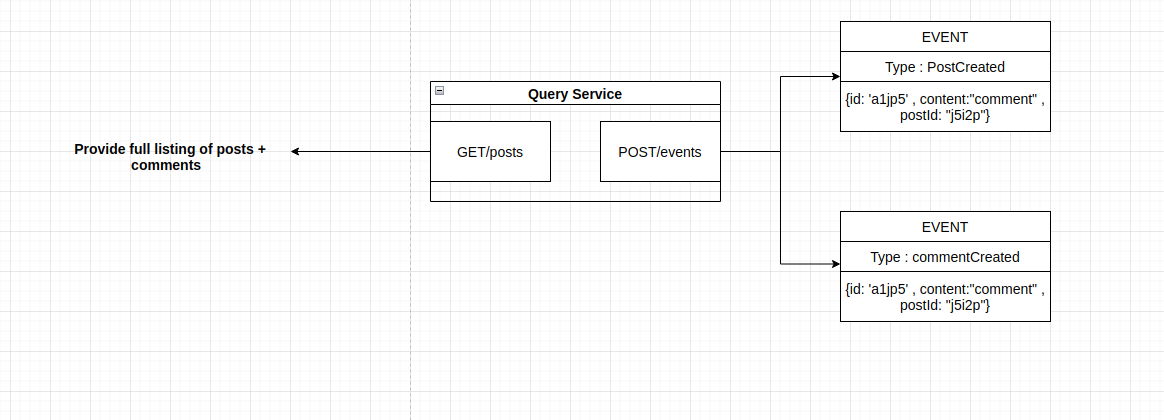 Provide full listing of posts +
comments
Query Service
GET/posts
POST/events
EVENT
Type : PostCreated
{id: 'a1jp5' , content:"comment" ,
postId: "j5i2p"}
EVENT
Type : commentCreated
{id: 'a1jp5' , content:"comment" ,
postId: "j5i2p"}